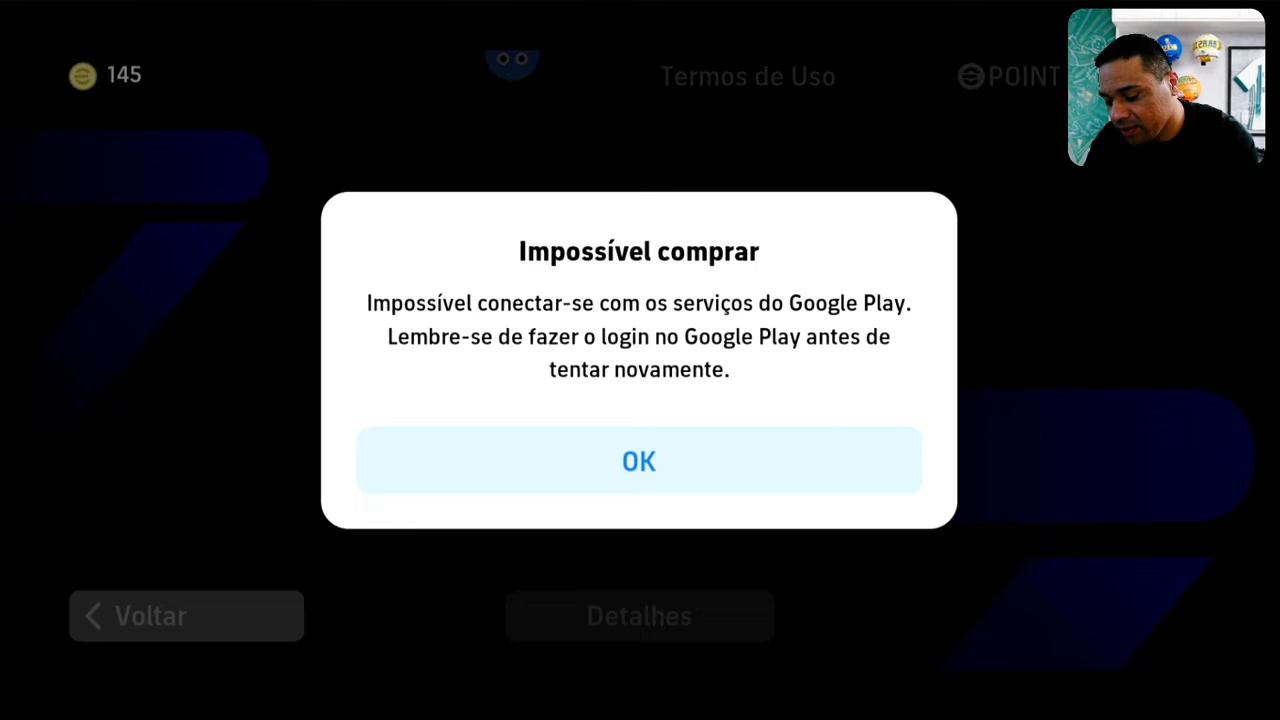 145
Termos de Uso
POINT
Impossível comprar
Impossível conectar-se com os serviços do Google Play.
Lembre-se de fazer o login no Google Play antes de
tentar novamente.
OK
Voltar
Detalhes